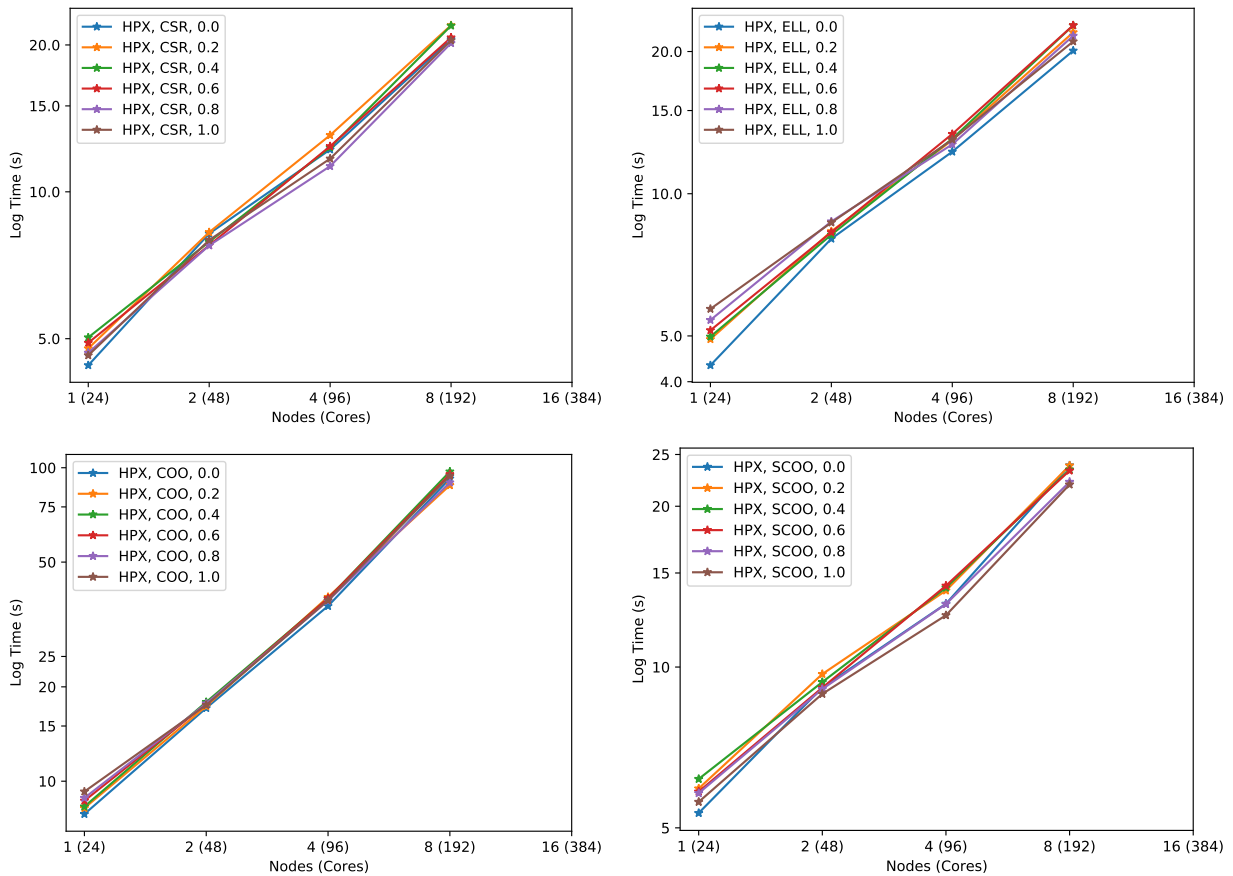 HPX, CSR, 0.0
HPX, CSR, 0.2
HPX, CSR, 0.4
HPX, CSR, 0.6
HPX, CSR, 0.8
HPX, CSR, 1.0
20.0
15.0
10.0
5.0
Log Time (s)
1 (24)
2 (48)
4 (96)
8 (192)
16 (384)
Nodes (Cores)
HPX, ELL, 0.0
HPX, ELL, 0.2
HPX, ELL, 0.4
HPX, ELL, 0.6
HPX, ELL, 0.8
HPX, ELL, 1.0
20.0
15.0
10.0
5.0
4.0
Log Time (s)
1 (24)
2 (48)
4 (96)
8 (192)
16 (384)
Nodes (Cores)
HPX, COO, 0.0
HPX, COO, 0.2
HPX, COO, 0.4
HPX, COO, 0.6
HPX, COO, 0.8
HPX, COO, 1.0
100
75
50
25
20
15
10
Log Time (s)
1 (24)
2 (48)
4 (96)
8 (192)
16 (384)
Nodes (Cores)
HPX, SCOO, 0.0
HPX, SCOO, 0.2
HPX, SCOO, 0.4
HPX, SCOO, 0.6
HPX, SCOO, 0.8
HPX, SCOO, 1.0
25
20
15
10
5
Log Time (s)
1 (24)
2 (48)
4 (96)
8 (192)
16 (384)
Nodes (Cores)